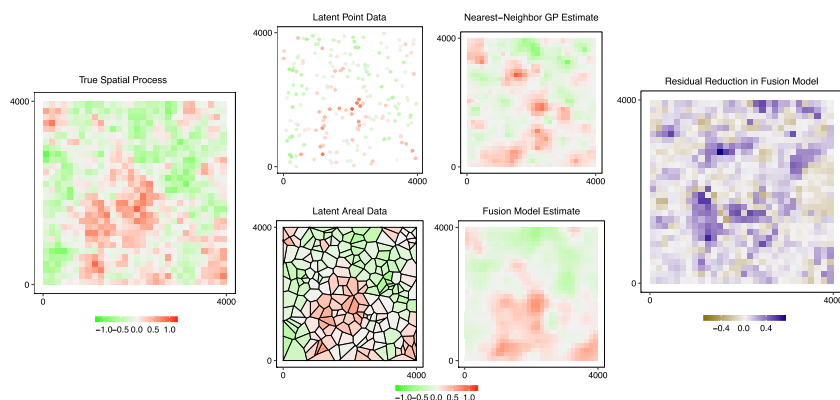 True Spatial Process
4000
0
0 4000
−1.0−0.5 0.0 0.5 1.0
Latent Point Data
4000
0
0 4000
Nearest−Neighbor GP Estimate
4000
0
0 4000
Latent Areal Data
4000
0
0 4000
Fusion Model Estimate
4000
0
0 4000
−1.0−0.5 0.0 0.5 1.0
Residual Reduction in Fusion Model
4000
0
0 4000
−0.4 0.0 0.4